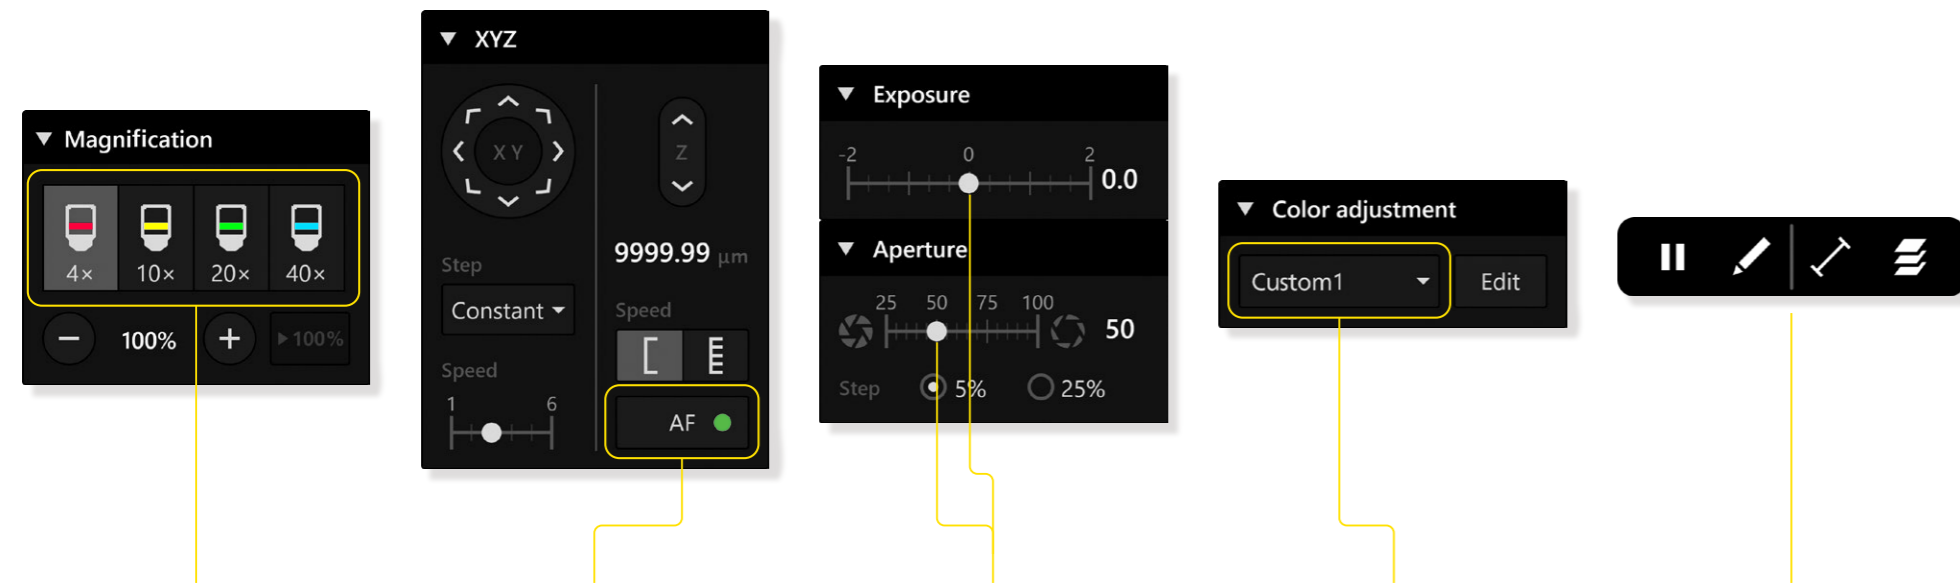 Magnification
4× 10× 20× 40×
100% ▶100%
XYZ
X Y
Z
9999.99 µm
Step
Constant
Speed
Speed
1 6
AF
Exposure
-2 0 2
0.0
Aperture
25 50 75 100
50
Step 5% 25%
Color adjustment
Custom1 Edit